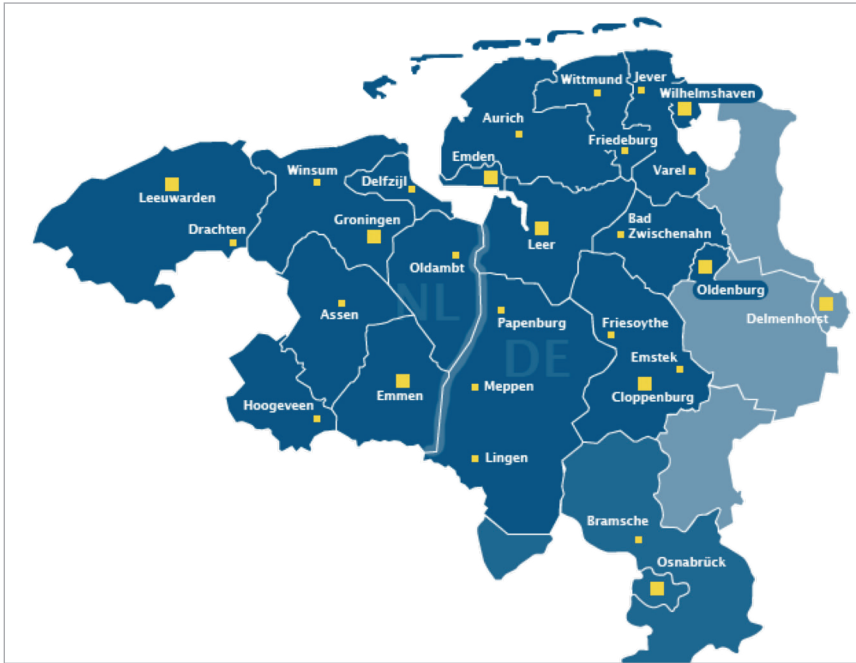 Wittmund
Jever
Wilhelmshaven
Aurich
Friedeburg
Emden
Varel
Winsum
Delfzijl
Leeuwarden
Groningen
Drachten
Bad
Zwischenahn
Leer
Oldambt
Oldenburg
NL
Assen
Papenburg
Friesoythe
Delmenhorst
DE
Emstek
Meppen
Emmen
Cloppenburg
Hoogeveen
Lingen
Bramsche
Osnabrück